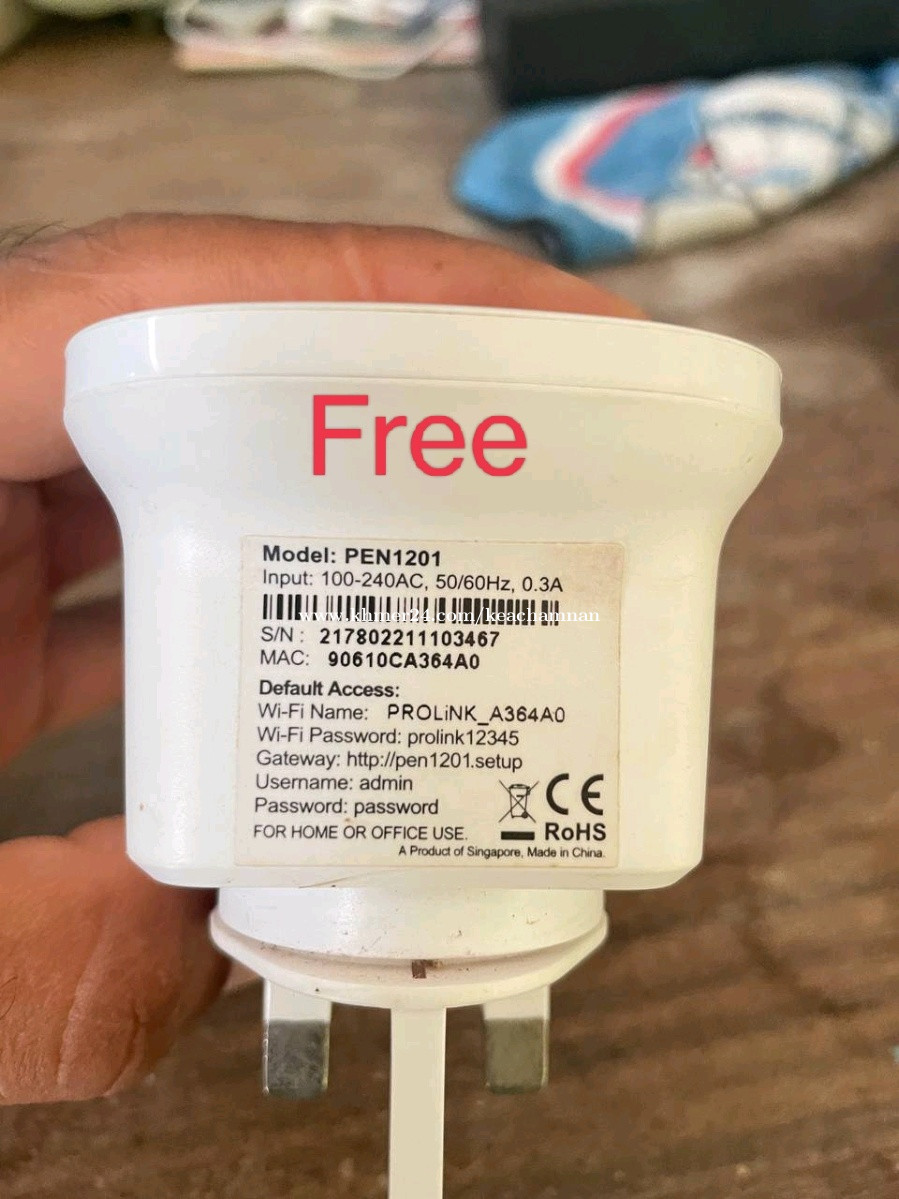 Free
Model: PEN1201
Input: 100-240AC, 50/60Hz, 0.3A
www.khmer24.com/keachamnan
S/N : 217802211103467
MAC: 90610CA364A0
Default Access:
Wi-Fi Name: PROLiNK_A364A0
Wi-Fi Password: prolink12345
Gateway: http://pen1201.setup
Username: admin
Password: password
CE
FOR HOME OR OFFICE USE. RoHS
A Product of Singapore, Made in China.